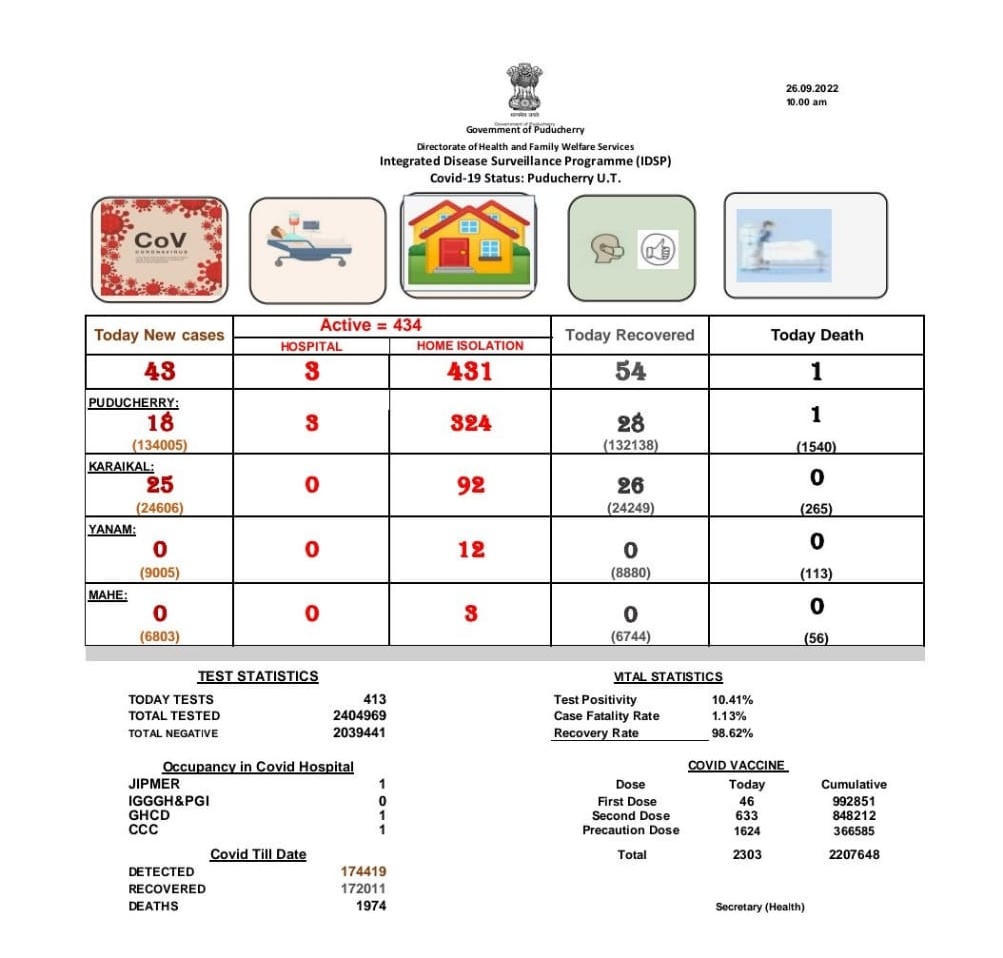 26.09.2022
10.00 am
सत्यमेव जयते
Government of Puducherry
Government of Puducherry
Directorate of Health and Family Welfare Services
Integrated Disease Surveillance Programme (IDSP)
Covid-19 Status: Puducherry U.T.
CoV
CORONAVIRUS
Today New cases
Active = 434
HOSPITAL
HOME ISOLATION
Today Recovered
Today Death
43 3 431 54 1
PUDUCHERRY:
18 3 324 28 1
(134005) (132138) (1540)
KARAIKAL:
25 0 92 26 0
(24606) (24249) (265)
YANAM:
0 0 12 0 0
(9005) (8880) (113)
MAHE:
0 0 3 0 0
(6803) (6744) (56)
TEST STATISTICS
TODAY TESTS 413
TOTAL TESTED 2404969
TOTAL NEGATIVE 2039441
VITAL STATISTICS
Test Positivity 10.41%
Case Fatality Rate 1.13%
Recovery Rate 98.62%
Occupancy in Covid Hospital
JIPMER 1
IGGGH&PGI 0
GHCD 1
CCC 1
COVID VACCINE
Dose Today Cumulative
First Dose 46 992851
Second Dose 633 848212
Precaution Dose 1624 366585
Total 2303 2207648
Covid Till Date
DETECTED 174419
RECOVERED 172011
DEATHS 1974
Secretary (Health)